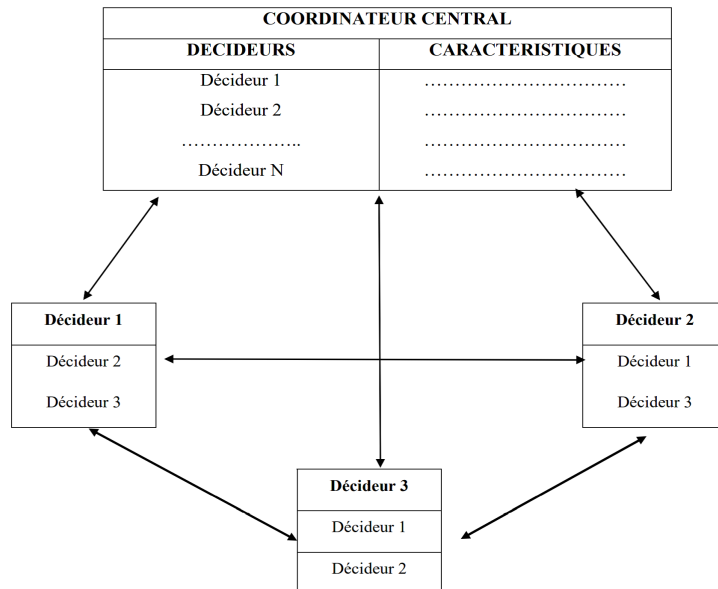 COORDINATEUR CENTRAL
DECIDEURS CARACTERISTIQUES
Décideur 1 ……………………………
Décideur 2 ……………………………
……………….. ……………………………
Décideur N ……………………………
Décideur 1
Décideur 2
Décideur 3
Décideur 2
Décideur 1
Décideur 3
Décideur 3
Décideur 1
Décideur 2